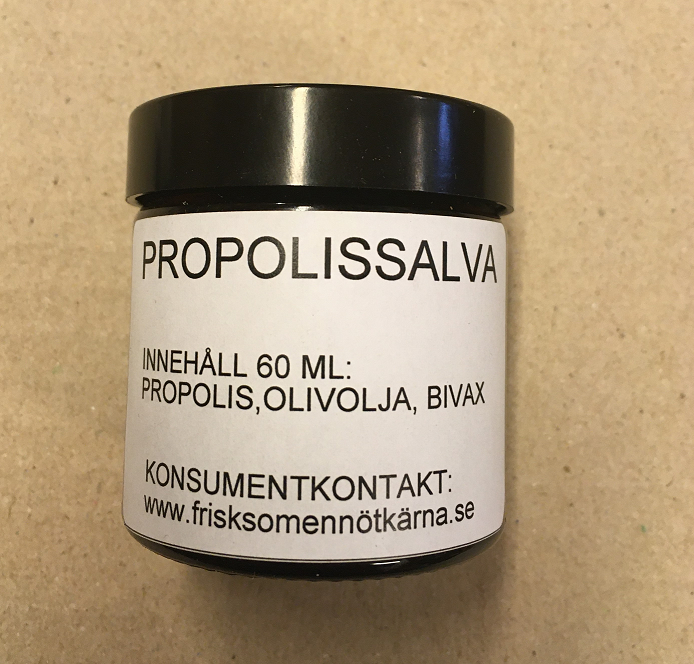 PROPOLISSALVA
INNEHÅLL 60 ML:
PROPOLIS,OLIVOLJA, BIVAX
KONSUMENTKONTAKT:
www.frisksomennötkärna.se